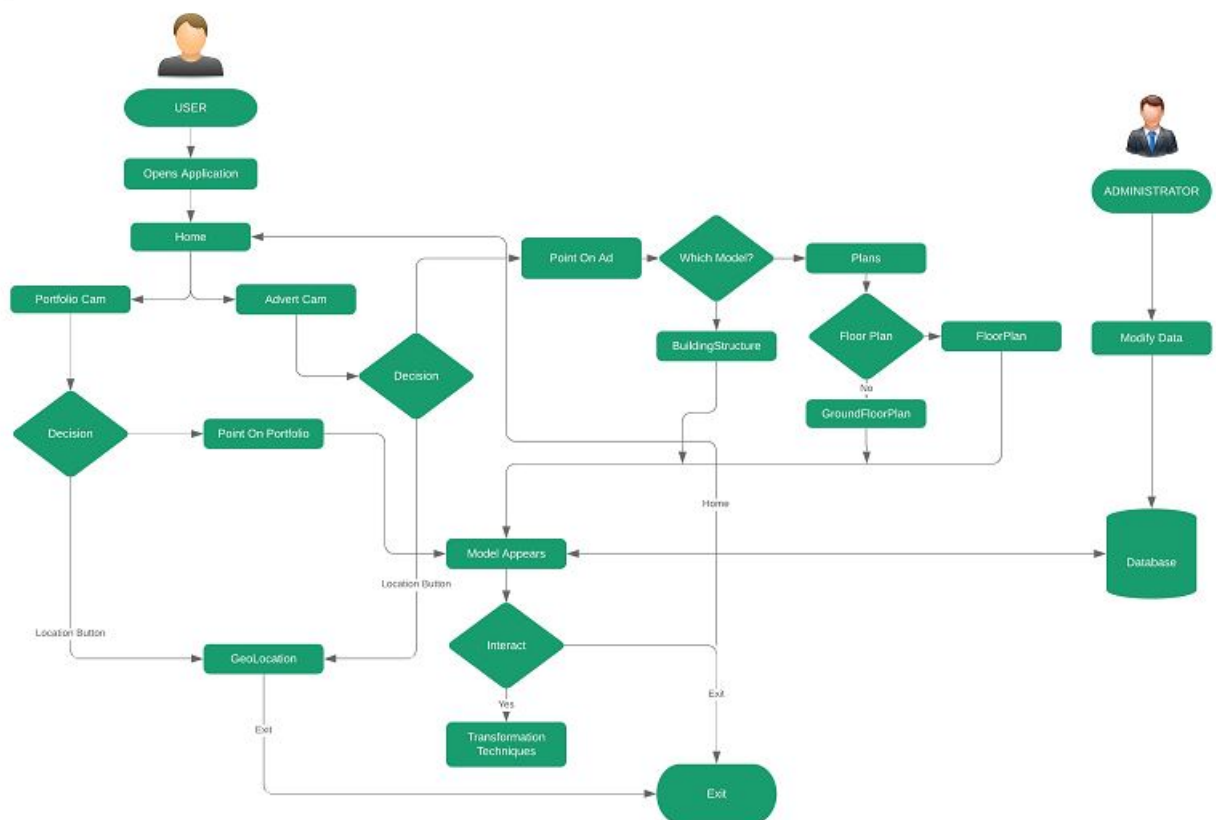 USER
Opens Application
Home
Portfolio Cam
Advert Cam
Decision
Point On Portfolio
Decision
Point On Ad
Which Model?
Plans
BuildingStructure
Floor Plan
FloorPlan
No
GroundFloorPlan
ADMINISTRATOR
Modify Data
Database
Home
Model Appears
Location Button
Location Button
GeoLocation
Interact
Yes
Exit
Exit
Transformation
Techniques
Exit